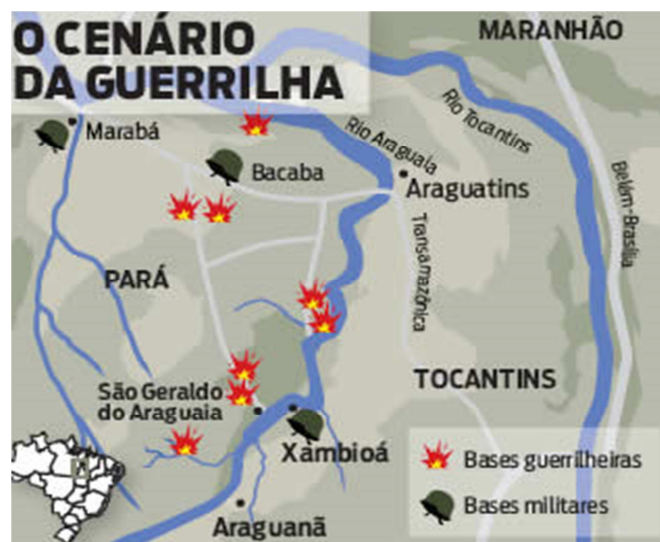 O CENÁRIO
DA GUERRILHA
MARANHÃO
Rio Tocantins
Marabá
Rio Araguaia
Bacaba
Araguatins
Belém-Brasília
Transamazônica
PARÁ
TOCANTINS
São Geraldo
do Araguaia
Xambioá
Araguanã
Bases guerrilheiras
Bases militares